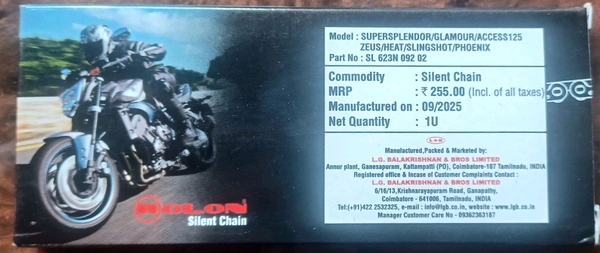 Model : SUPERSPLENDOR/GLAMOUR/ACCESS125
ZEUS/HEAT/SLINGSHOT/PHOENIX
Part No : SL 623N 092 02
Commodity : Silent Chain
MRP : ₹ 255.00 (Incl. of all taxes)
Manufactured on : 09/2025
Net Quantity : 1U
LGB
Manufactured,Packed & Marketed by:
L.G. BALAKRISHNAN & BROS LIMITED
Annur plant, Ganesapuram, Kattampatti (PO), Coimbatore-107 Tamilnadu, INDIA
Registered office & Incase of Customer Complaints Contact :
L.G. BALAKRISHNAN & BROS LIMITED
6/16/13,Krishnarayapuram Road, Ganapathy,
Coimbatore - 641006, Tamilnadu, INDIA
Tel:(+91)422 2532325, e-mail : info@lgb.co.in, website : www.lgb.co.in
Manager Customer Care No - 09362363187
ROLON
Silent Chain